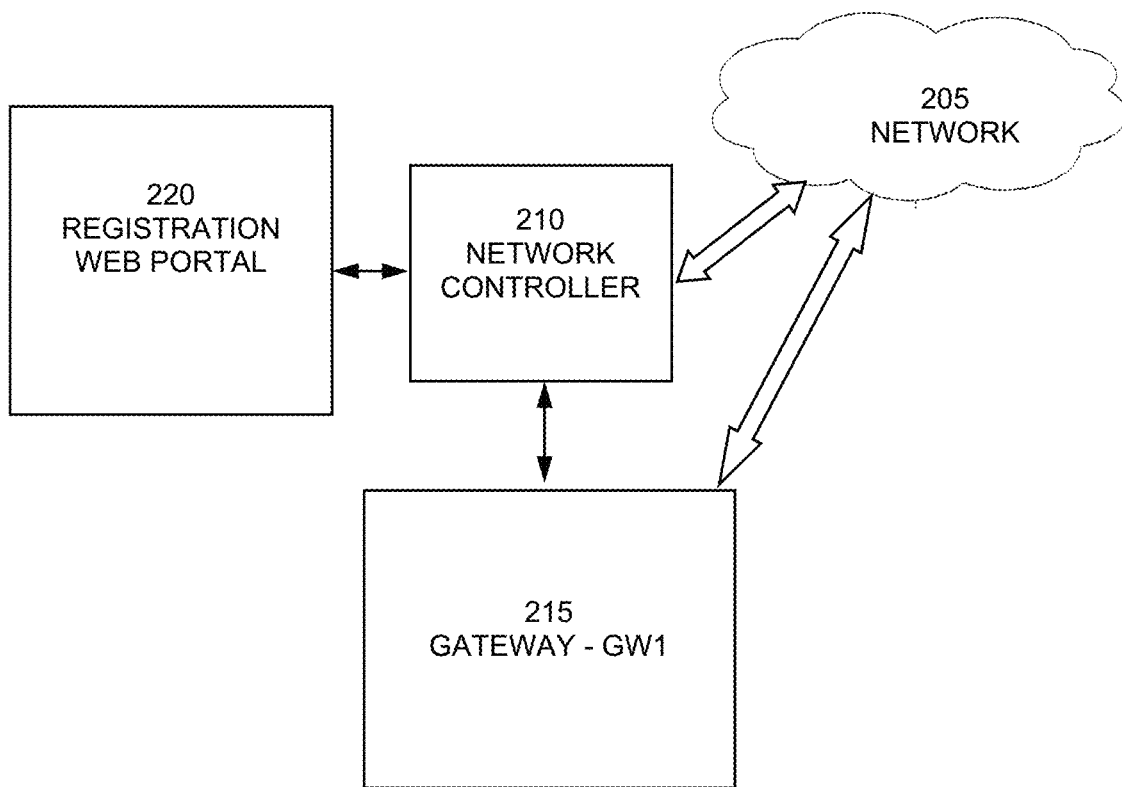 205
NETWORK
220
REGISTRATION
WEB PORTAL
210
NETWORK
CONTROLLER
215
GATEWAY - GW1